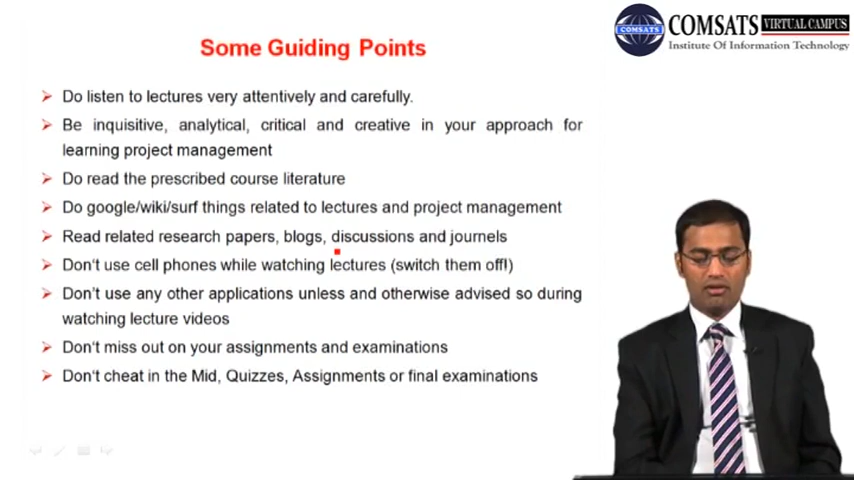 Some Guiding Points
COMSATS VIRTUAL CAMPUS
Institute Of Information Technology
COMSATS
Do listen to lectures very attentively and carefully.
Be inquisitive, analytical, critical and creative in your approach for
learning project management
Do read the prescribed course literature
Do google/wiki/surf things related to lectures and project management
Read related research papers, blogs, discussions and journels
Don't use cell phones while watching lectures (switch them off!)
Don't use any other applications unless and otherwise advised so during
watching lecture videos
Don't miss out on your assignments and examinations
Don't cheat in the Mid, Quizzes, Assignments or final examinations